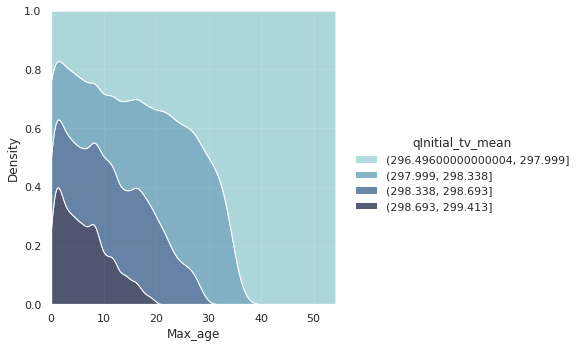 1.0
0.8
0.6
0.4
0.2
0.0
Density
0 10 20 30 40 50
Max_age
qInitial_tv_mean
(296.49600000000004, 297.999]
(297.999, 298.338]
(298.338, 298.693]
(298.693, 299.413]